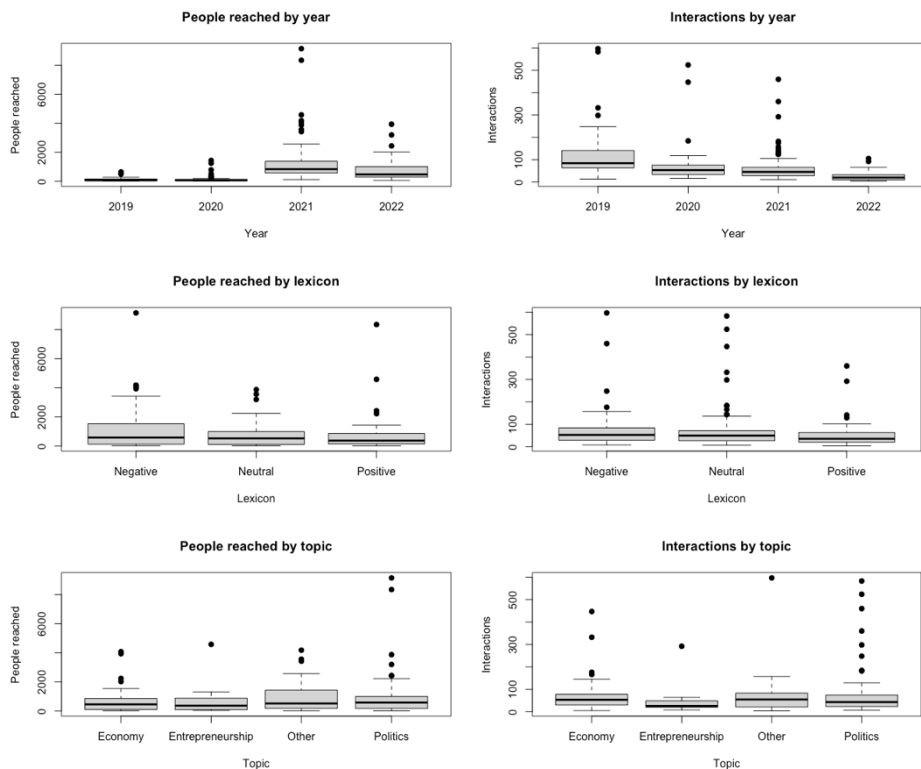 People reached by year
People reached
6000
2000
0
2019 2020 2021 2022
Year
Interactions by year
Interactions
500
300
100
0
2019 2020 2021 2022
Year
People reached by lexicon
People reached
6000
2000
0
Negative Neutral Positive
Lexicon
Interactions by lexicon
Interactions
500
300
100
0
Negative Neutral Positive
Lexicon
People reached by topic
People reached
6000
2000
0
Economy Entrepreneurship Other Politics
Topic
Interactions by topic
Interactions
500
300
100
0
Economy Entrepreneurship Other Politics
Topic